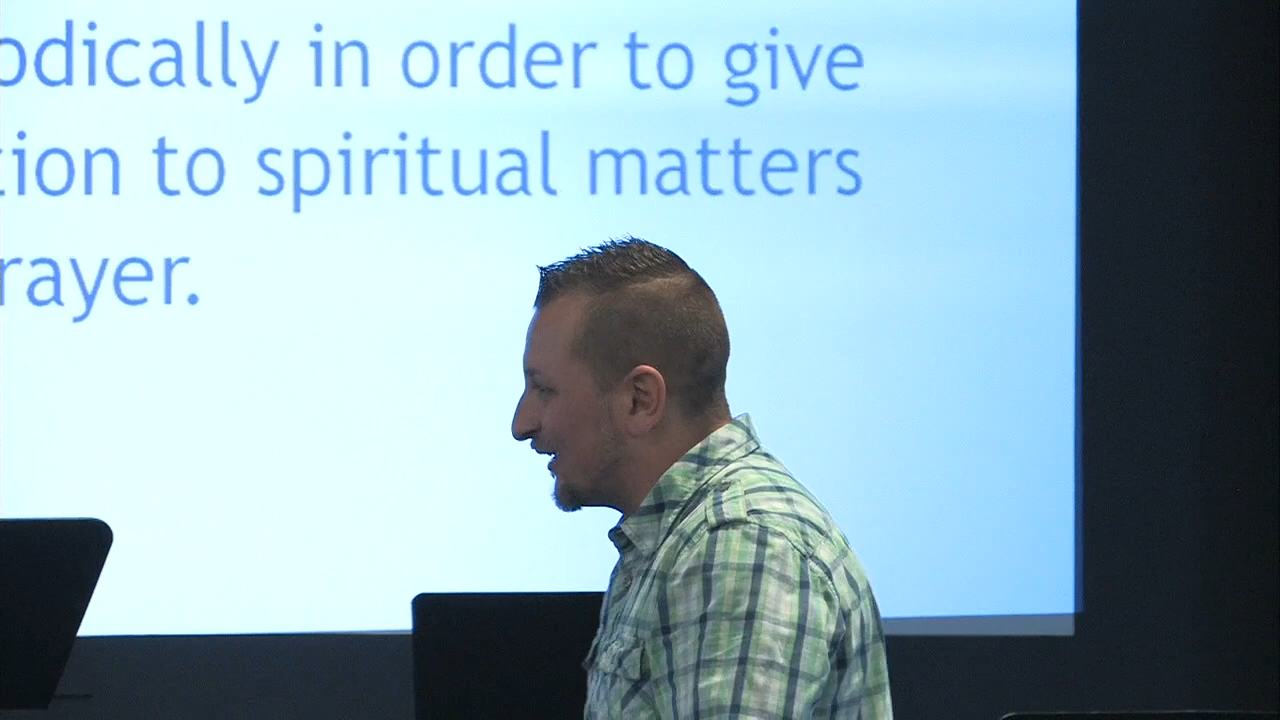 odically in order to give
tion to spiritual matters
rayer.